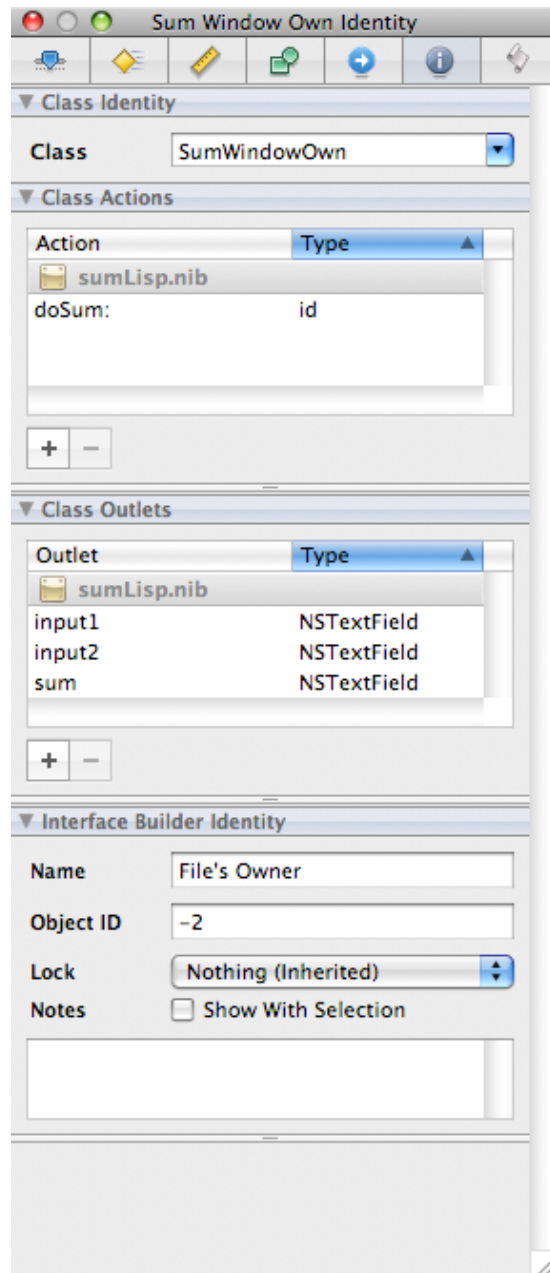 Sum Window Own Identity
Class Identity
Class SumWindowOwn
Class Actions
Action Type
sumLisp.nib
doSum: id
+ −
Class Outlets
Outlet Type
sumLisp.nib
input1 NSTextField
input2 NSTextField
sum NSTextField
+ −
Interface Builder Identity
Name File's Owner
Object ID -2
Lock Nothing (Inherited)
Notes Show With Selection